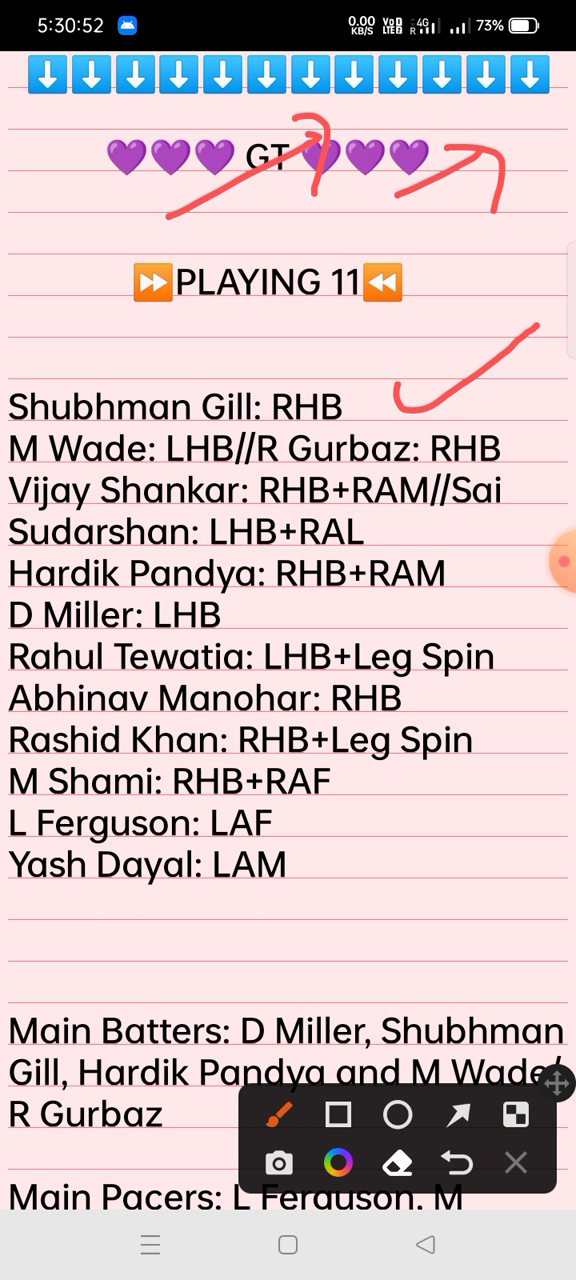 5:30:52
0.00 KB/S VoD LTE2 4G R 73%
GT
PLAYING 11
Shubhman Gill: RHB
M Wade: LHB//R Gurbaz: RHB
Vijay Shankar: RHB+RAM//Sai
Sudarshan: LHB+RAL
Hardik Pandya: RHB+RAM
D Miller: LHB
Rahul Tewatia: LHB+Leg Spin
Abhinav Manohar: RHB
Rashid Khan: RHB+Leg Spin
M Shami: RHB+RAF
L Ferguson: LAF
Yash Dayal: LAM
Main Batters: D Miller, Shubhman
Gill, Hardik Pandya and M Wade/
R Gurbaz
Main Pacers: L Ferguson, M